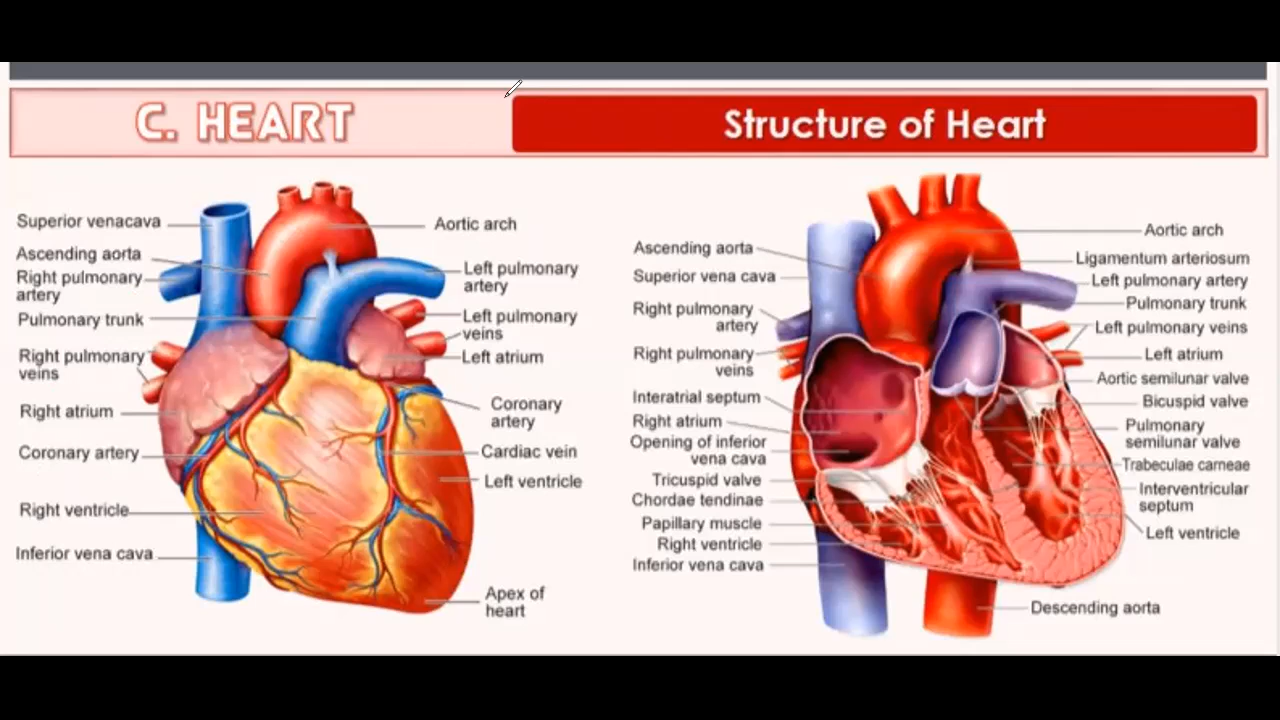 C. HEART
Structure of Heart
Superior venacava
Ascending aorta
Right pulmonary
artery
Pulmonary trunk
Right pulmonary
veins
Right atrium
Coronary artery
Right ventricle
Inferior vena cava
Aortic arch
Left pulmonary
artery
Left pulmonary
veins
Left atrium
Coronary
artery
Cardiac vein
Left ventricle
Apex of
heart
Ascending aorta
Superior vena cava
Right pulmonary
artery
Right pulmonary
veins
Interatrial septum
Right atrium
Opening of inferior
vena cava
Tricuspid valve
Chordae tendinae
Papillary muscle
Right ventricle
Inferior vena cava
Aortic arch
Ligamentum arteriosum
Left pulmonary artery
Pulmonary trunk
Left pulmonary veins
Left atrium
Aortic semilunar valve
Bicuspid valve
Pulmonary
semilunar valve
Trabeculae carneae
Interventricular
septum
Left ventricle
Descending aorta